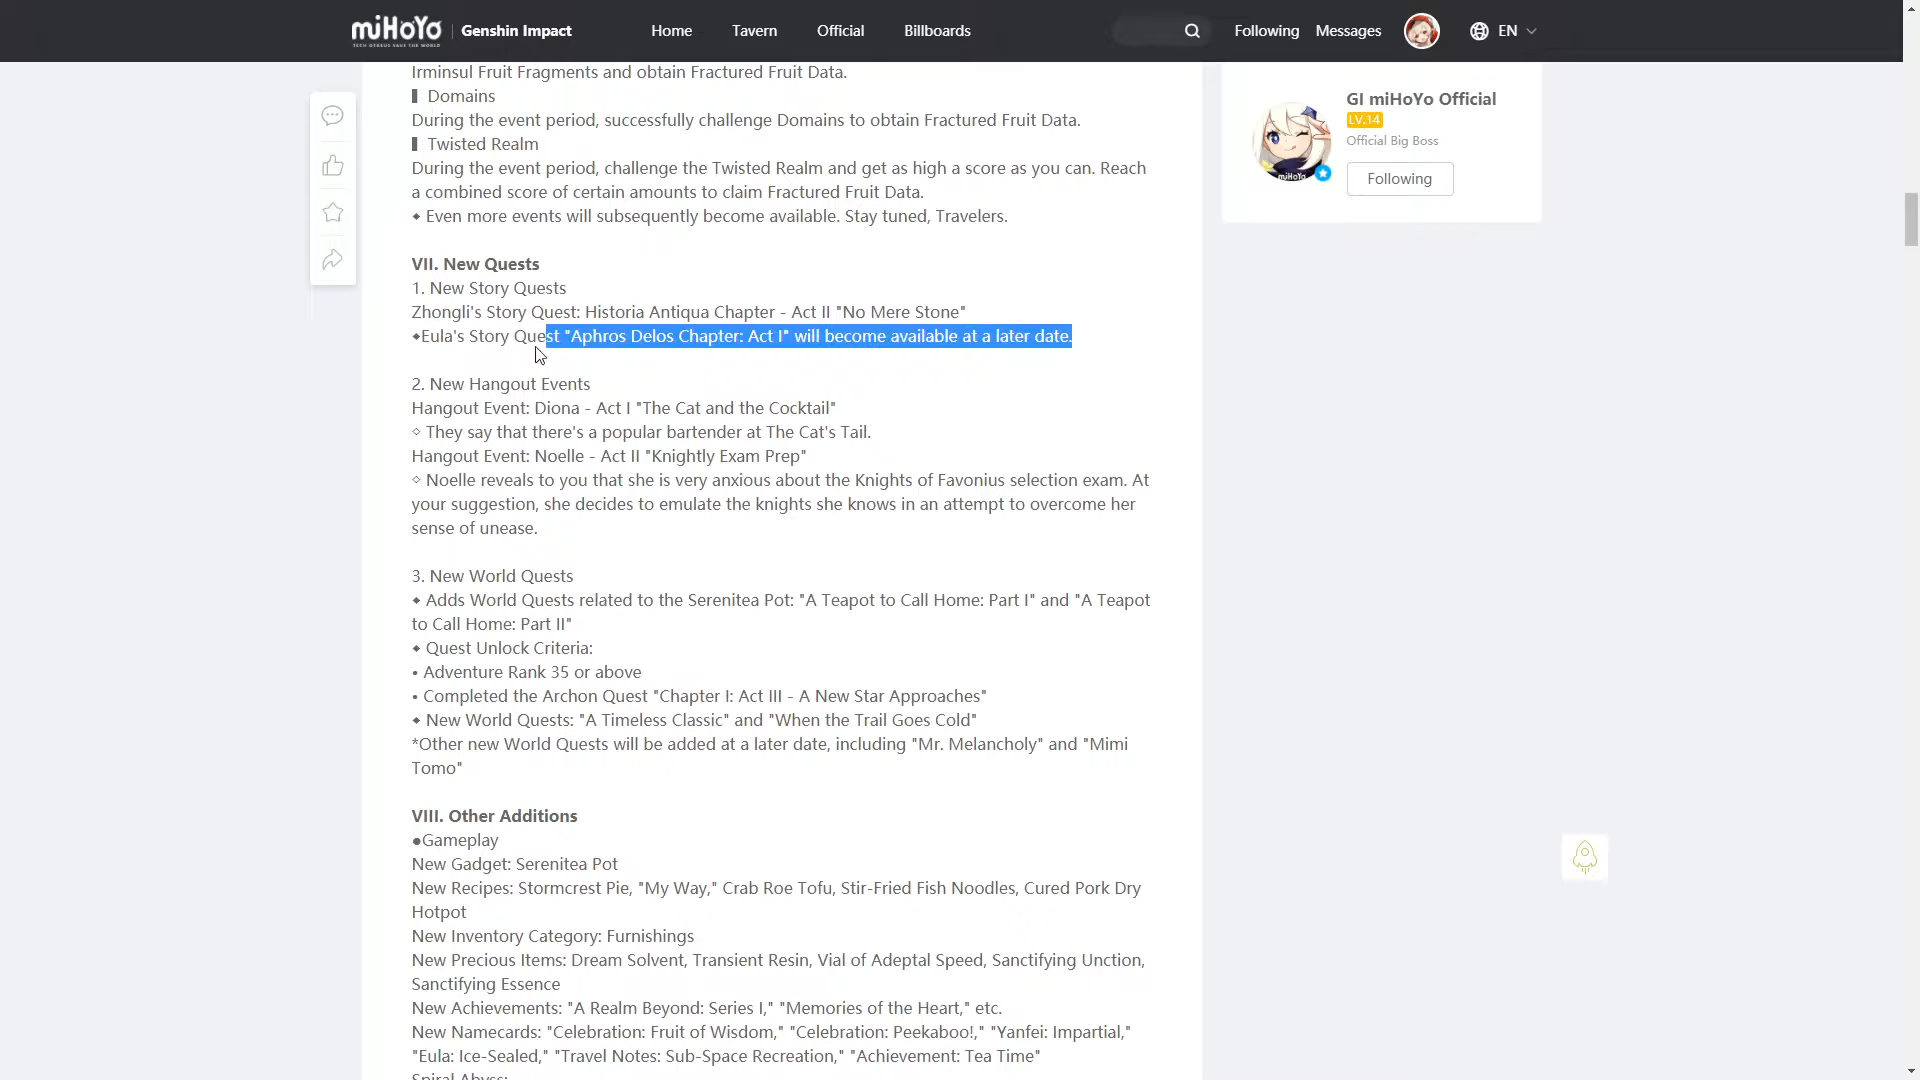 miHoYo
TECH OTAKUS SAVE THE WORLD
Genshin Impact
Home
Tavern
Official
Billboards
Following
Messages
EN
Irminsul Fruit Fragments and obtain Fractured Fruit Data.
▌ Domains
During the event period, successfully challenge Domains to obtain Fractured Fruit Data.
▌ Twisted Realm
During the event period, challenge the Twisted Realm and get as high a score as you can. Reach
a combined score of certain amounts to claim Fractured Fruit Data.
◆ Even more events will subsequently become available. Stay tuned, Travelers.
VII. New Quests
1. New Story Quests
Zhongli's Story Quest: Historia Antiqua Chapter - Act II "No Mere Stone"
◆Eula's Story Quest "Aphros Delos Chapter: Act I" will become available at a later date.
2. New Hangout Events
Hangout Event: Diona - Act I "The Cat and the Cocktail"
◇ They say that there's a popular bartender at The Cat's Tail.
Hangout Event: Noelle - Act II "Knightly Exam Prep"
◇ Noelle reveals to you that she is very anxious about the Knights of Favonius selection exam. At
your suggestion, she decides to emulate the knights she knows in an attempt to overcome her
sense of unease.
3. New World Quests
◆ Adds World Quests related to the Serenitea Pot: "A Teapot to Call Home: Part I" and "A Teapot
to Call Home: Part II"
◆ Quest Unlock Criteria:
• Adventure Rank 35 or above
• Completed the Archon Quest "Chapter I: Act III - A New Star Approaches"
◆ New World Quests: "A Timeless Classic" and "When the Trail Goes Cold"
*Other new World Quests will be added at a later date, including "Mr. Melancholy" and "Mimi
Tomo"
VIII. Other Additions
●Gameplay
New Gadget: Serenitea Pot
New Recipes: Stormcrest Pie, "My Way," Crab Roe Tofu, Stir-Fried Fish Noodles, Cured Pork Dry
Hotpot
New Inventory Category: Furnishings
New Precious Items: Dream Solvent, Transient Resin, Vial of Adeptal Speed, Sanctifying Unction,
Sanctifying Essence
New Achievements: "A Realm Beyond: Series I," "Memories of the Heart," etc.
New Namecards: "Celebration: Fruit of Wisdom," "Celebration: Peekaboo!," "Yanfei: Impartial,"
"Eula: Ice-Sealed," "Travel Notes: Sub-Space Recreation," "Achievement: Tea Time"
Spiral Abyss:
GI miHoYo Official
LV.14
Official Big Boss
Following
miHoYo